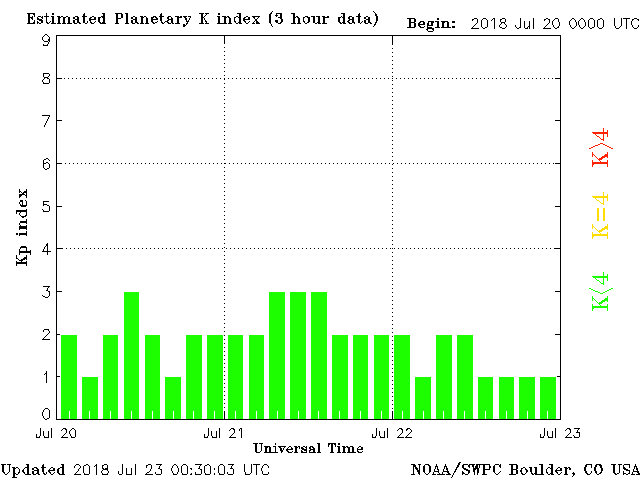 Estimated Planetary K index (3 hour data) Begin: 2018 Jul 20 0000 UTC
9
8
7
6
5
4
3
2
1
0
Kp index
K>4
K=4
K<4
Jul 20 Jul 21 Jul 22 Jul 23
Universal Time
Updated 2018 Jul 23 00:30:03 UTC NOAA/SWPC Boulder, CO USA